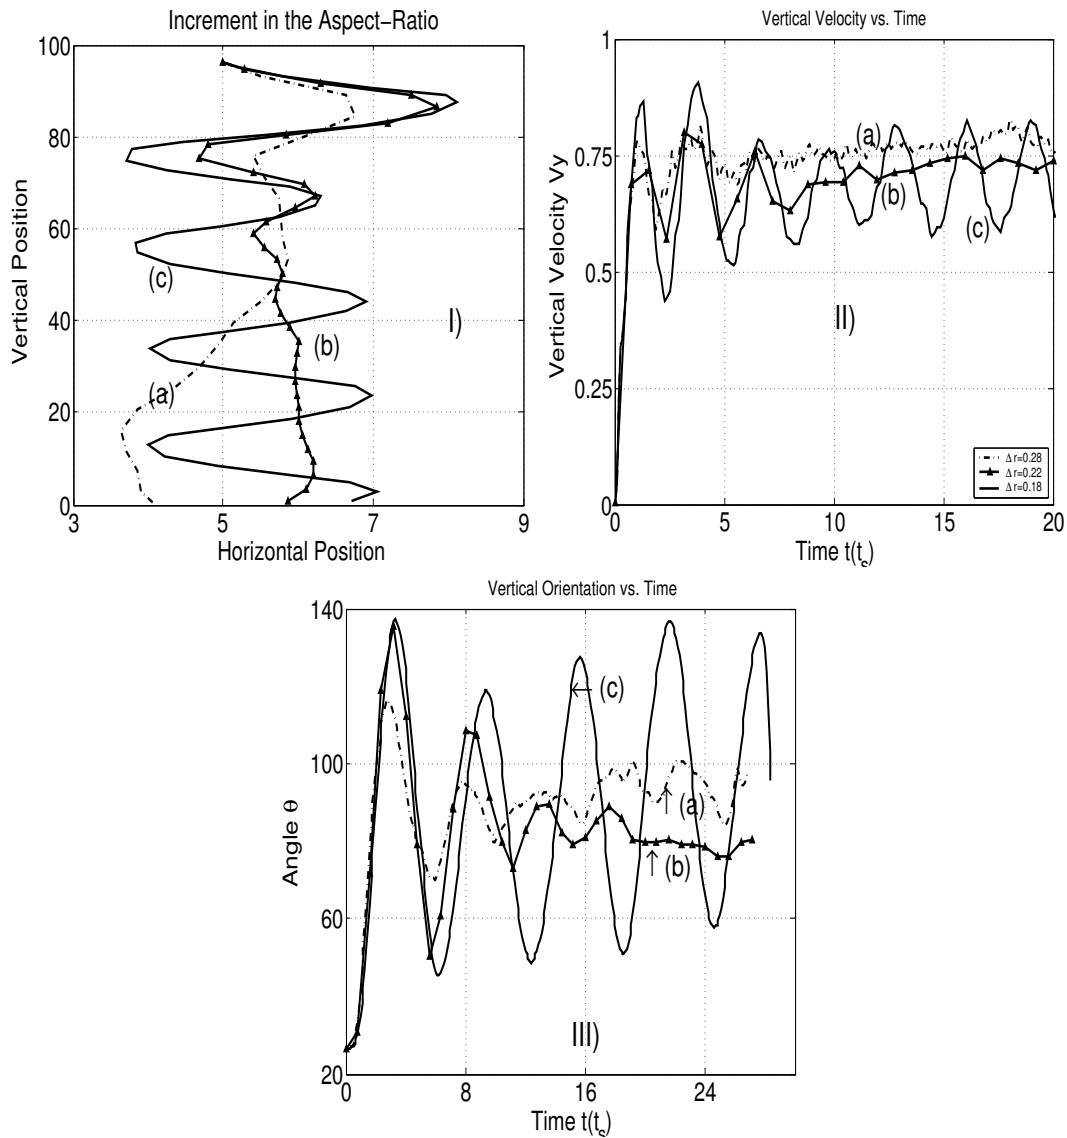 Increment in the Aspect−Ratio
100
80
60
40
20
0
Vertical Position
(c)
(b)
(a)
I)
3
5
7
9
Horizontal Position
Vertical Velocity vs. Time
1
0.75
0.5
0.25
0
Vertical Velocity Vy
(a)
(b)
(c)
II)
Δ r=0.28
Δ r=0.22
Δ r=0.18
0
5
10
15
20
Time t(ts)
Vertical Orientation vs. Time
140
100
60
20
Angle θ
(c)
(a)
(b)
III)
0
8
16
24
Time t(ts)